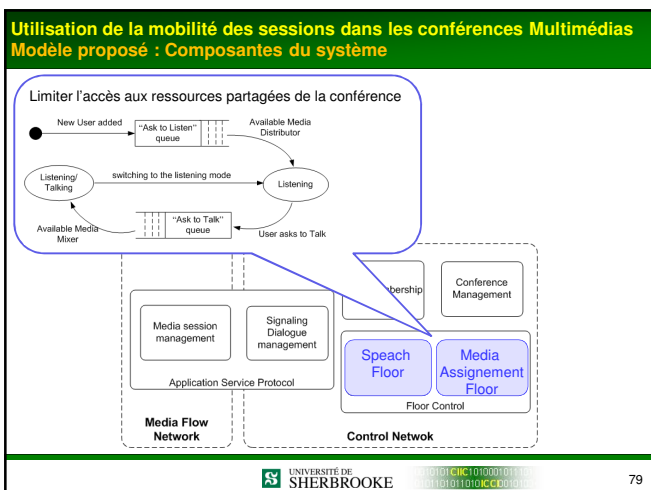 Utilisation de la mobilité des sessions dans les conférences Multimédias
Modèle proposé : Composantes du système
Limiter l'accès aux ressources partagées de la conférence
New User added
"Ask to Listen"
queue
Available Media
Distributor
Listening/
Talking
switching to the listening mode
Listening
Available Media
Mixer
"Ask to Talk"
queue
User asks to Talk
bership
Conference
Management
Media session
management
Signaling
Dialogue
management
Application Service Protocol
Speach
Floor
Media
Assignement
Floor
Floor Control
Media Flow
Network
Control Netwok
UNIVERSITÉ DE
SHERBROOKE
79